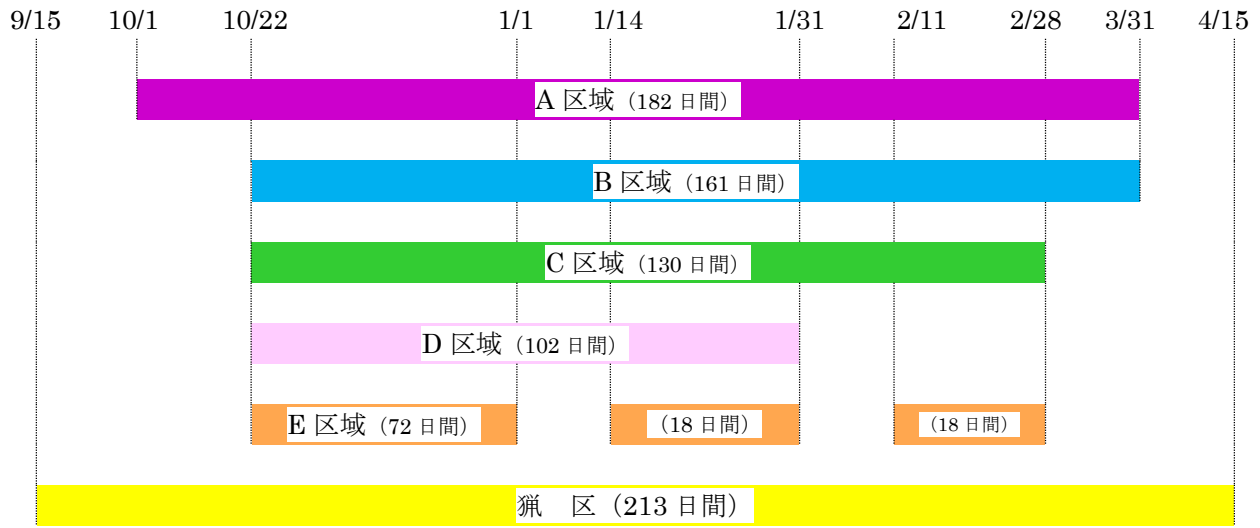 9/15 10/1 10/22 1/1 1/14 1/31 2/11 2/28 3/31 4/15
A 区域（182 日間）
B 区域（161 日間）
C 区域（130 日間）
D 区域（102 日間）
E 区域（72 日間） （18 日間） （18 日間）
猟　区（213 日間）